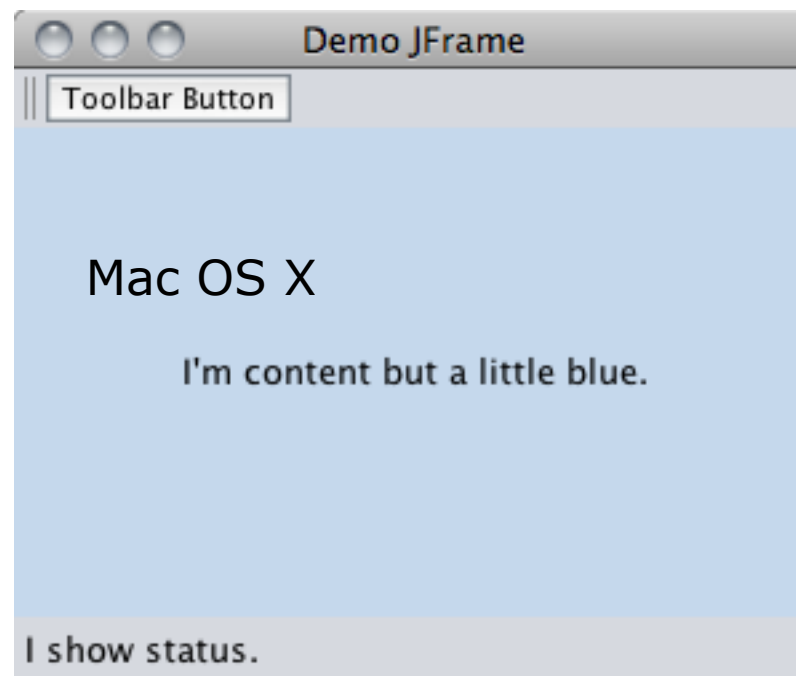 Demo JFrame
Toolbar Button
Mac OS X
I'm content but a little blue.
I show status.